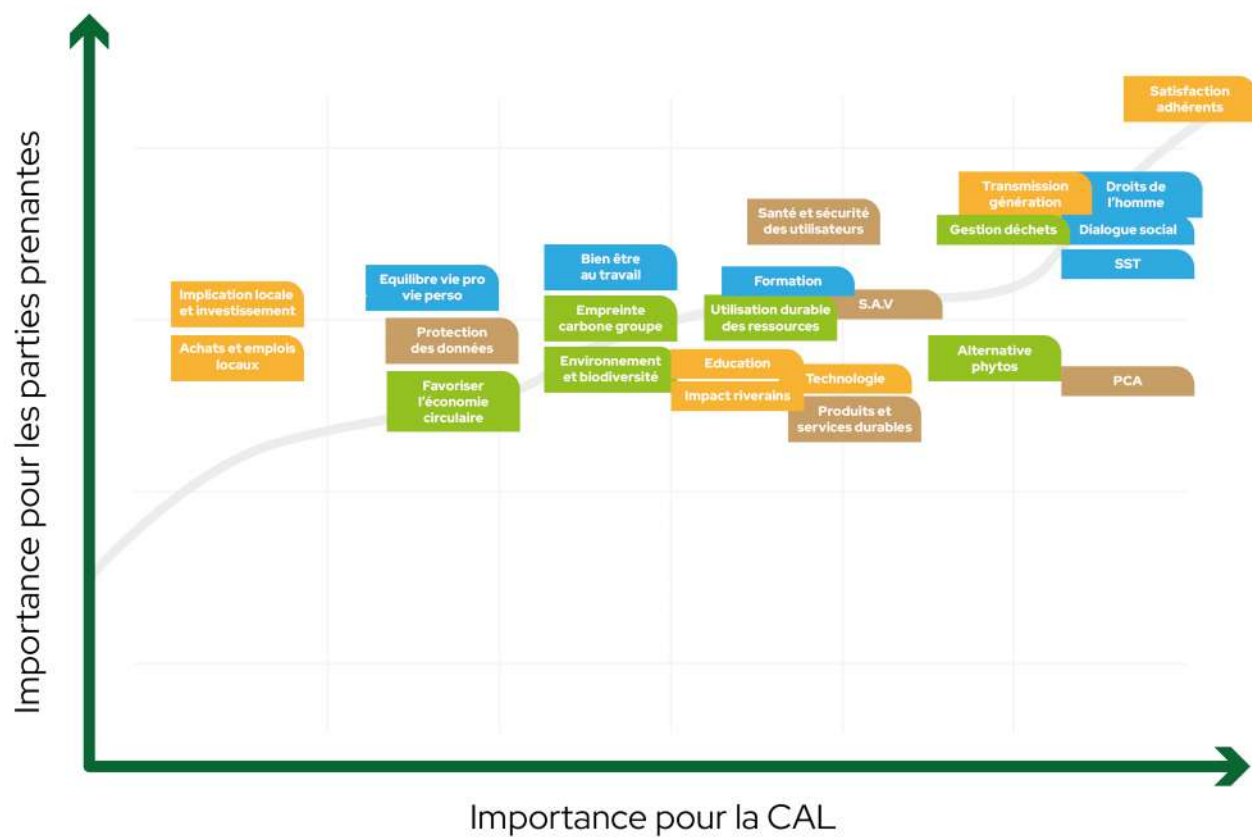 Importance pour les parties prenantes
Satisfaction
adhérents
Transmission
génération
Droits de
l'homme
Santé et sécurité
des utilisateurs
Gestion déchets
Dialogue social
SST
Bien être
au travail
Equilibre vie pro
vie perso
Formation
Implication locale
et investissement
Empreinte
carbone groupe
Utilisation durable
des ressources
S.A.V
Protection
des données
Achats et emplois
locaux
Environnement
et biodiversité
Education
Alternative
phytos
Technologie
PCA
Favoriser
l'économie
circulaire
Impact riverains
Produits et
services durables
Importance pour la CAL